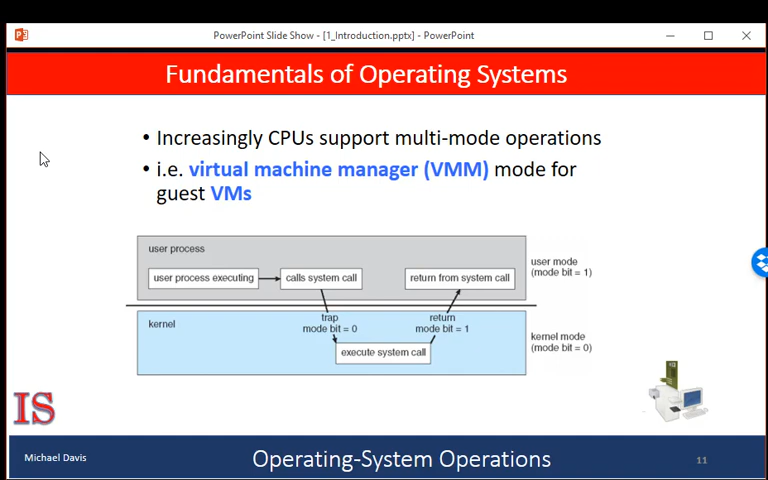 PowerPoint Slide Show - [1_Introduction.pptx] - PowerPoint
Fundamentals of Operating Systems
• Increasingly CPUs support multi-mode operations
• i.e. virtual machine manager (VMM) mode for
guest VMs
user process
user process executing
calls system call
return from system call
user mode
(mode bit = 1)
kernel
trap
mode bit = 0
return
mode bit = 1
execute system call
kernel mode
(mode bit = 0)
IS
Michael Davis
Operating-System Operations
11